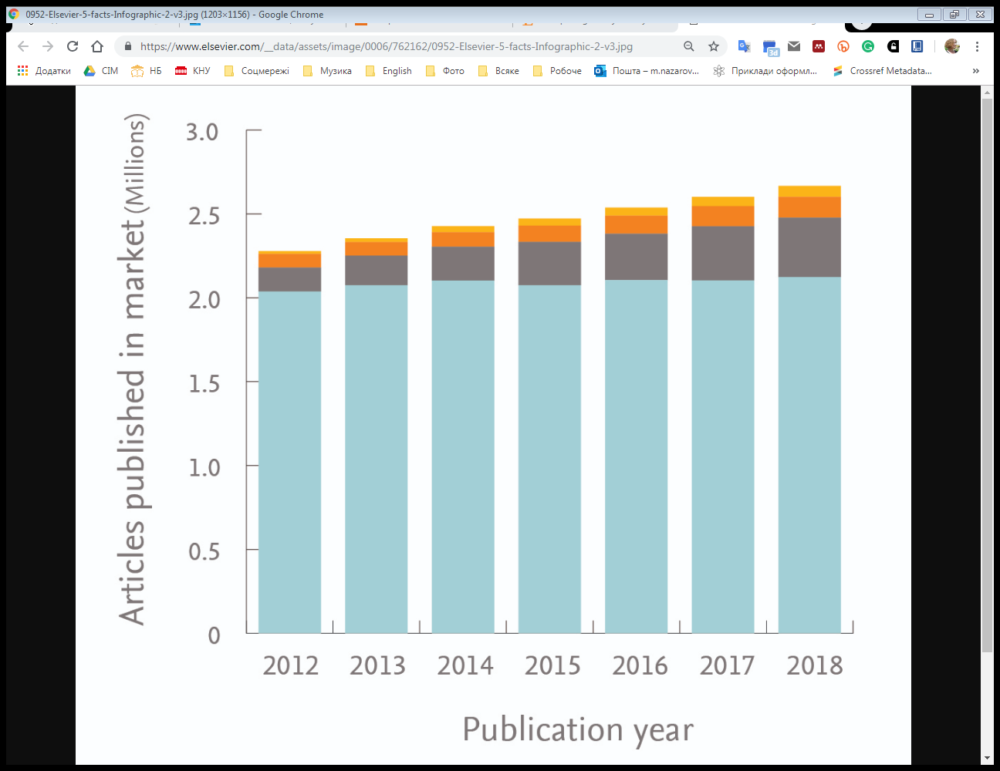 0952-Elsevier-5-facts-Infographic-2-v3.jpg (1203×1156) - Google Chrome
https://www.elsevier.com/__data/assets/image/0006/762162/0952-Elsevier-5-facts-Infographic-2-v3.jpg
3d
Додатки СІМ НБ КНУ Соцмережі Музика English Фото Всяке Робоче Пошта – m.nazarov... Приклади оформл... Crossref Metadata... »
Articles published in market (Millions)
3.0
2.5
2.0
1.5
1.0
0.5
0
2012 2013 2014 2015 2016 2017 2018
Publication year